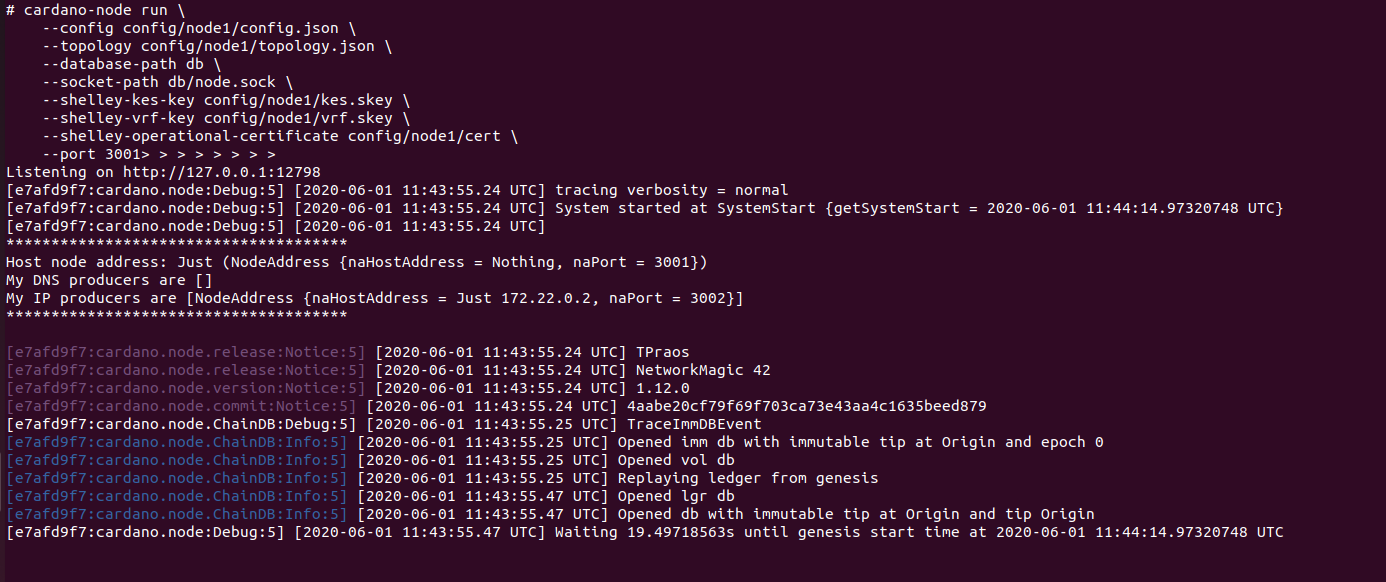 # cardano-node run \
    --config config/node1/config.json \
    --topology config/node1/topology.json \
    --database-path db \
    --socket-path db/node.sock \
    --shelley-kes-key config/node1/kes.skey \
    --shelley-vrf-key config/node1/vrf.skey \
    --shelley-operational-certificate config/node1/cert \
    --port 3001> > > > > > > >
Listening on http://127.0.0.1:12798
[e7afd9f7:cardano.node:Debug:5] [2020-06-01 11:43:55.24 UTC] tracing verbosity = normal
[e7afd9f7:cardano.node:Debug:5] [2020-06-01 11:43:55.24 UTC] System started at SystemStart {getSystemStart = 2020-06-01 11:44:14.97320748 UTC}
[e7afd9f7:cardano.node:Debug:5] [2020-06-01 11:43:55.24 UTC]
**************************************
Host node address: Just (NodeAddress {naHostAddress = Nothing, naPort = 3001})
My DNS producers are []
My IP producers are [NodeAddress {naHostAddress = Just 172.22.0.2, naPort = 3002}]
**************************************
[e7afd9f7:cardano.node.release:Notice:5] [2020-06-01 11:43:55.24 UTC] TPraos
[e7afd9f7:cardano.node.release:Notice:5] [2020-06-01 11:43:55.24 UTC] NetworkMagic 42
[e7afd9f7:cardano.node.version:Notice:5] [2020-06-01 11:43:55.24 UTC] 1.12.0
[e7afd9f7:cardano.node.commit:Notice:5] [2020-06-01 11:43:55.24 UTC] 4aabe20cf79f69f703ca73e43aa4c1635beed879
[e7afd9f7:cardano.node.ChainDB:Debug:5] [2020-06-01 11:43:55.25 UTC] TraceImmDBEvent
[e7afd9f7:cardano.node.ChainDB:Info:5] [2020-06-01 11:43:55.25 UTC] Opened imm db with immutable tip at Origin and epoch 0
[e7afd9f7:cardano.node.ChainDB:Info:5] [2020-06-01 11:43:55.25 UTC] Opened vol db
[e7afd9f7:cardano.node.ChainDB:Info:5] [2020-06-01 11:43:55.25 UTC] Replaying ledger from genesis
[e7afd9f7:cardano.node.ChainDB:Info:5] [2020-06-01 11:43:55.47 UTC] Opened lgr db
[e7afd9f7:cardano.node.ChainDB:Info:5] [2020-06-01 11:43:55.47 UTC] Opened db with immutable tip at Origin and tip Origin
[e7afd9f7:cardano.node:Debug:5] [2020-06-01 11:43:55.47 UTC] Waiting 19.49718563s until genesis start time at 2020-06-01 11:44:14.97320748 UTC